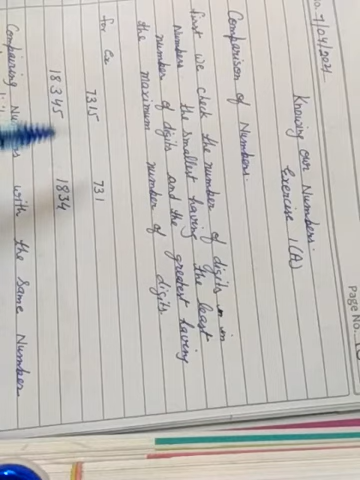 No. 7/04/2021
Page No...
Knowing our Numbers.
Exercise 1(A)
Comparison of Numbers.
first we check the number of digits in
Numbers the smallest having the least
number of digits and the greatest having
the maximum number of digits.
for Ex
7315 731
18345 1834
Comparing with the same Number